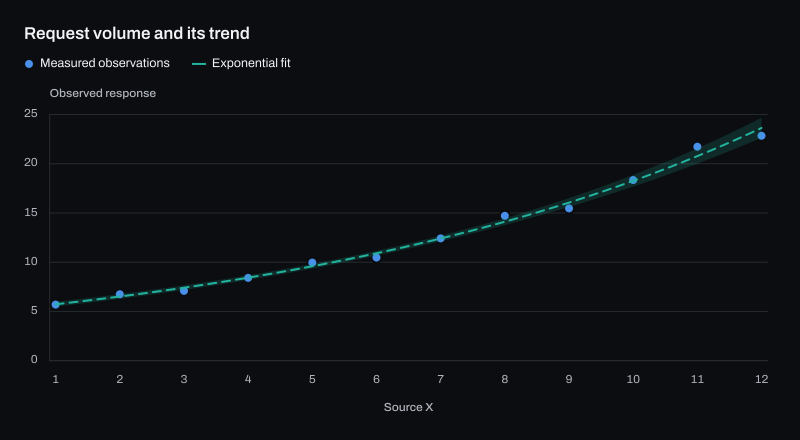 Request volume and its trend
Measured observations
Exponential fit
Observed response
25
20
15
10
5
0
1 2 3 4 5 6 7 8 9 10 11 12
Source X